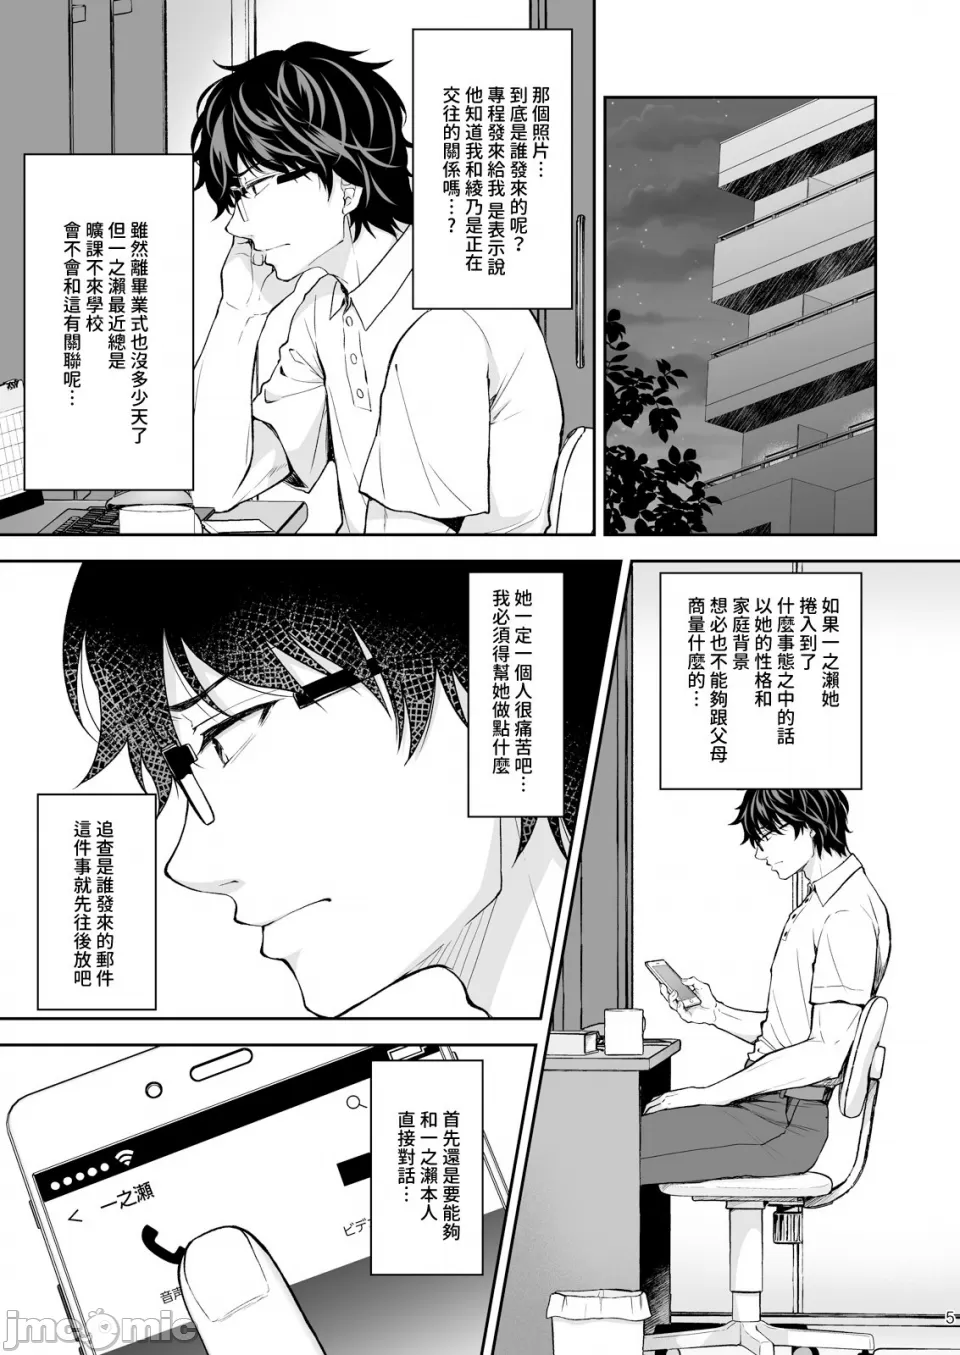 那個照片…
到底是誰發來的呢？
專程發來給我 是表示說
他知道我和綾乃是正在
交往的關係嗎…？
雖然離畢業式也沒多少天了
但一之瀨最近總是
曠課不來學校
會不會和這有關聯呢…
如果一之瀨她
捲入到了
什麼事態之中的話
以她的性格和
家庭背景
想必也不能夠跟父母
商量什麼的…
她一定一個人很痛苦吧…
我必須得幫她做點什麼
追查是誰發來的郵件
這件事就先往後放吧
首先還是要能夠
和一之瀨本人
直接對話…
＜ 一之瀨
音声
ビデ
5
jmcomic